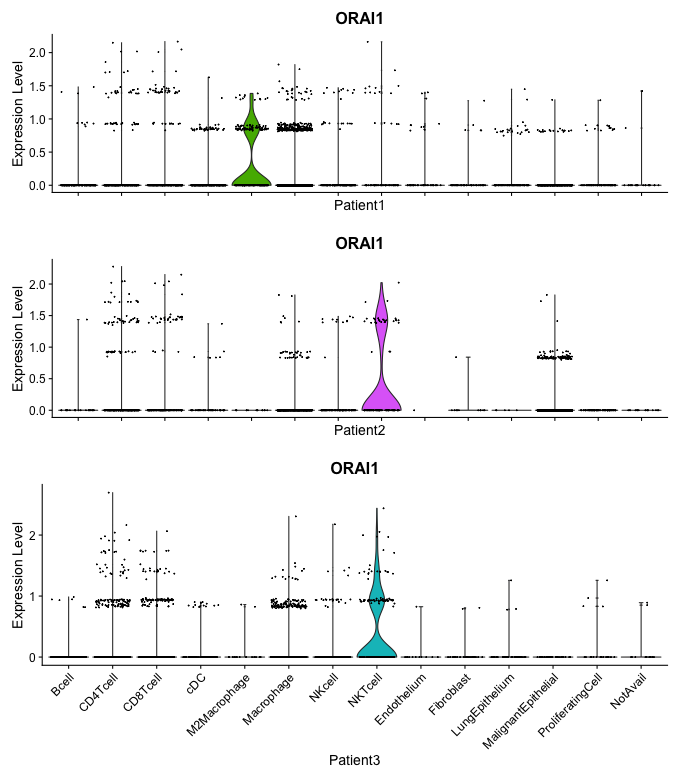 ORAI1
Expression Level
2.0
1.5
1.0
0.5
0.0
Patient1
ORAI1
Expression Level
2.0
1.5
1.0
0.5
0.0
Patient2
ORAI1
Expression Level
2
1
0
Bcell
CD4Tcell
CD8Tcell
cDC
M2Macrophage
Macrophage
NKcell
NKTcell
Endothelium
Fibroblast
LungEpithelium
MalignantEpithelial
ProliferatingCell
NotAvail
Patient3